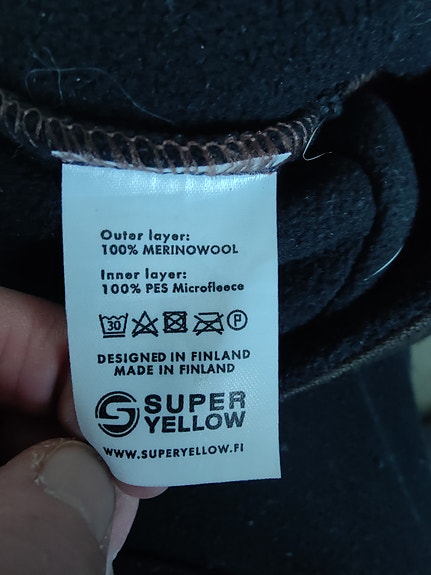 Outer layer:
100% MERINOWOOL
Inner layer:
100% PES Microfleece
30 P
DESIGNED IN FINLAND
MADE IN FINLAND
SUPER
YELLOW
WWW.SUPERYELLOW.FI